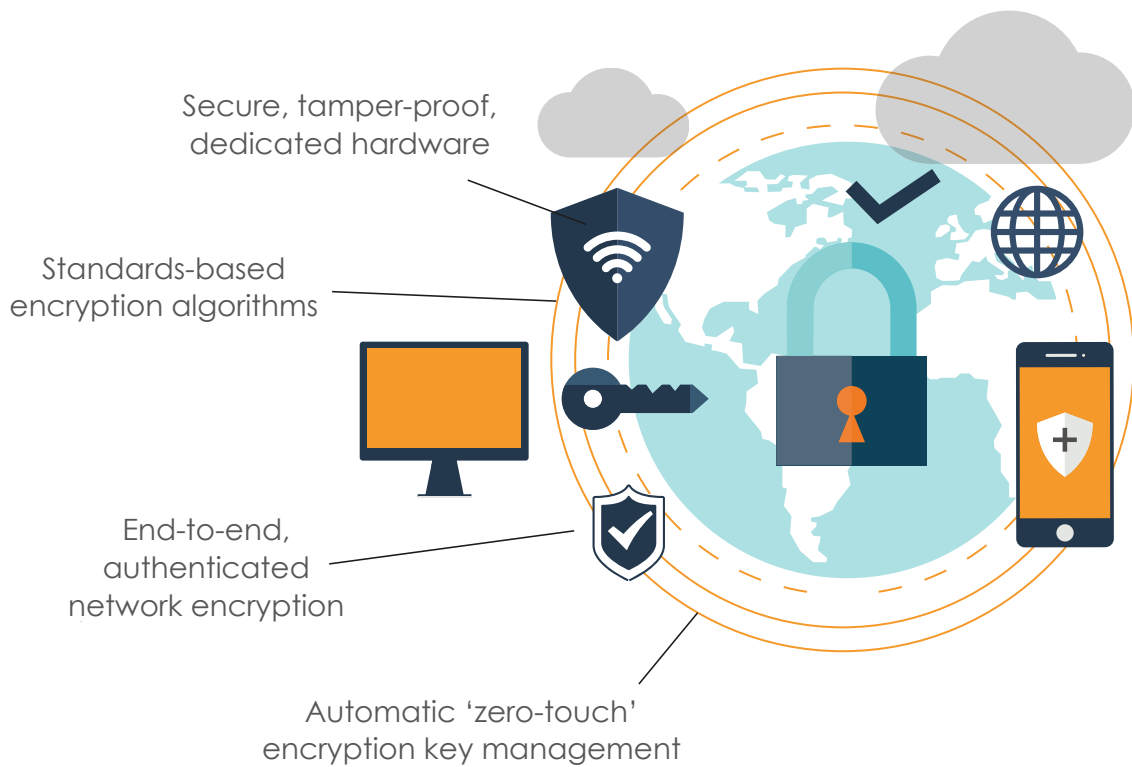 Secure, tamper-proof,
dedicated hardware
Standards-based
encryption algorithms
End-to-end,
authenticated
network encryption
Automatic ‘zero-touch’
encryption key management